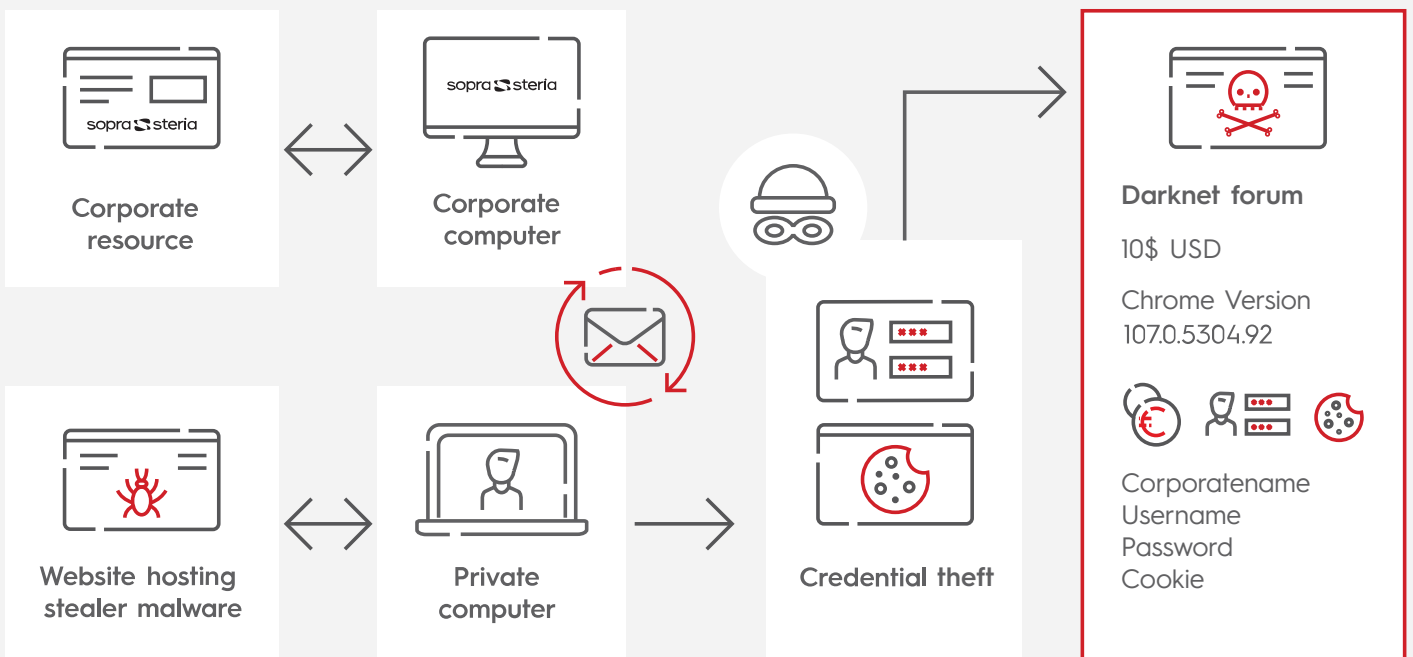 sopra steria
Corporate
resource
sopra steria
Corporate
computer
Website hosting
stealer malware
Private
computer
***
***
Credential theft
Darknet forum
10$ USD
Chrome Version
107.0.5304.92
€
Corporatename
Username
Password
Cookie